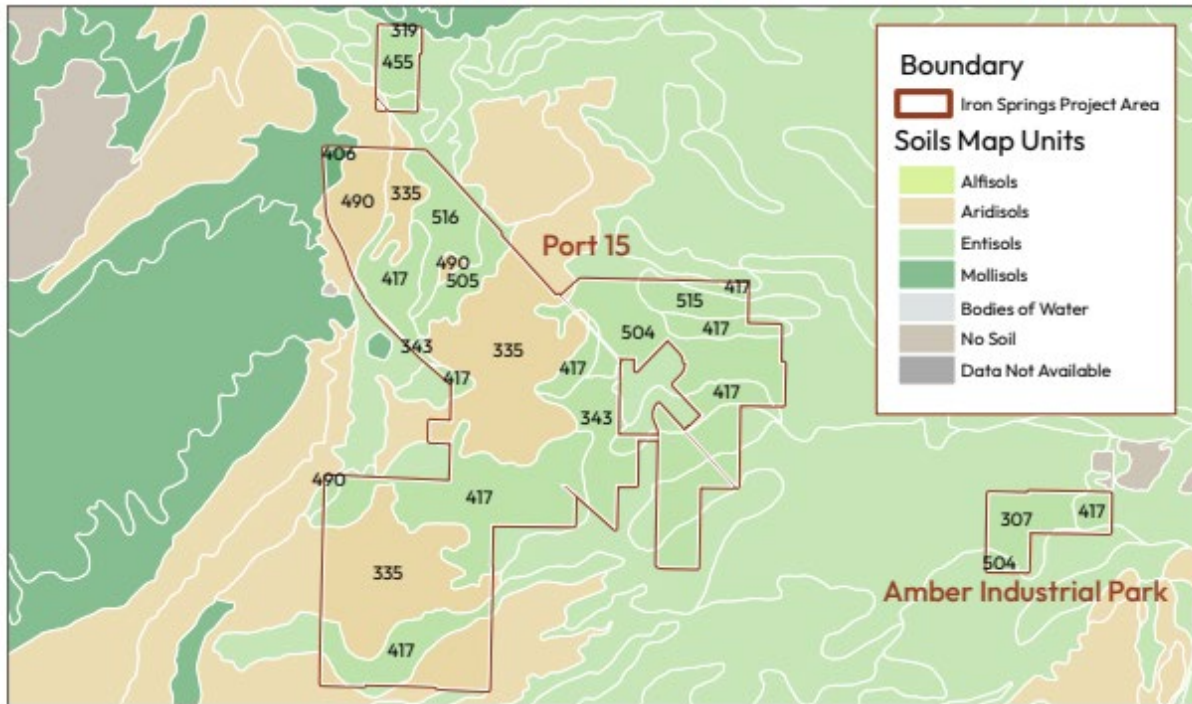 319
455
406
490
335
516
Port 15
490
417
505
417
515
504
417
343
335
417
417
417
343
490
417
335
417
307
417
504
Amber Industrial Park
Boundary
Iron Springs Project Area
Soils Map Units
Alfisols
Aridisols
Entisols
Mollisols
Bodies of Water
No Soil
Data Not Available